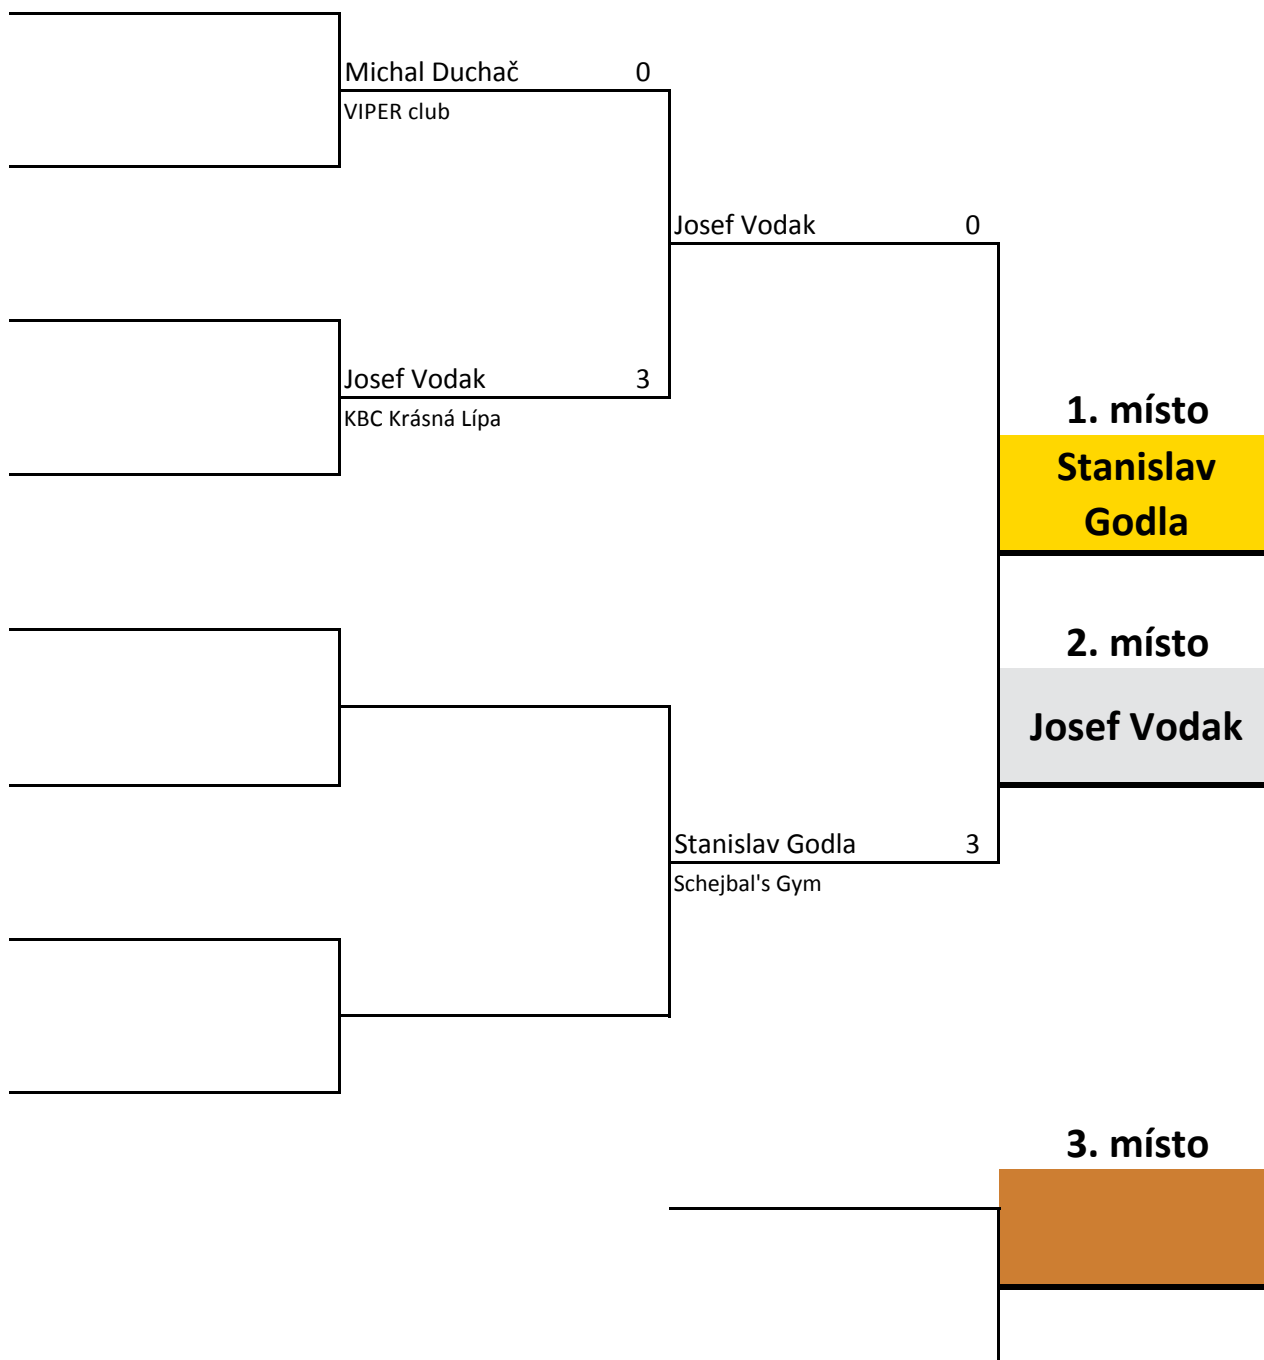 Michal Duchač 0
VIPER club
Josef Vodak 0
Josef Vodak 3
KBC Krásná Lípa
1. místo
Stanislav
Godla
2. místo
Josef Vodak
Stanislav Godla 3
Schejbal's Gym
3. místo